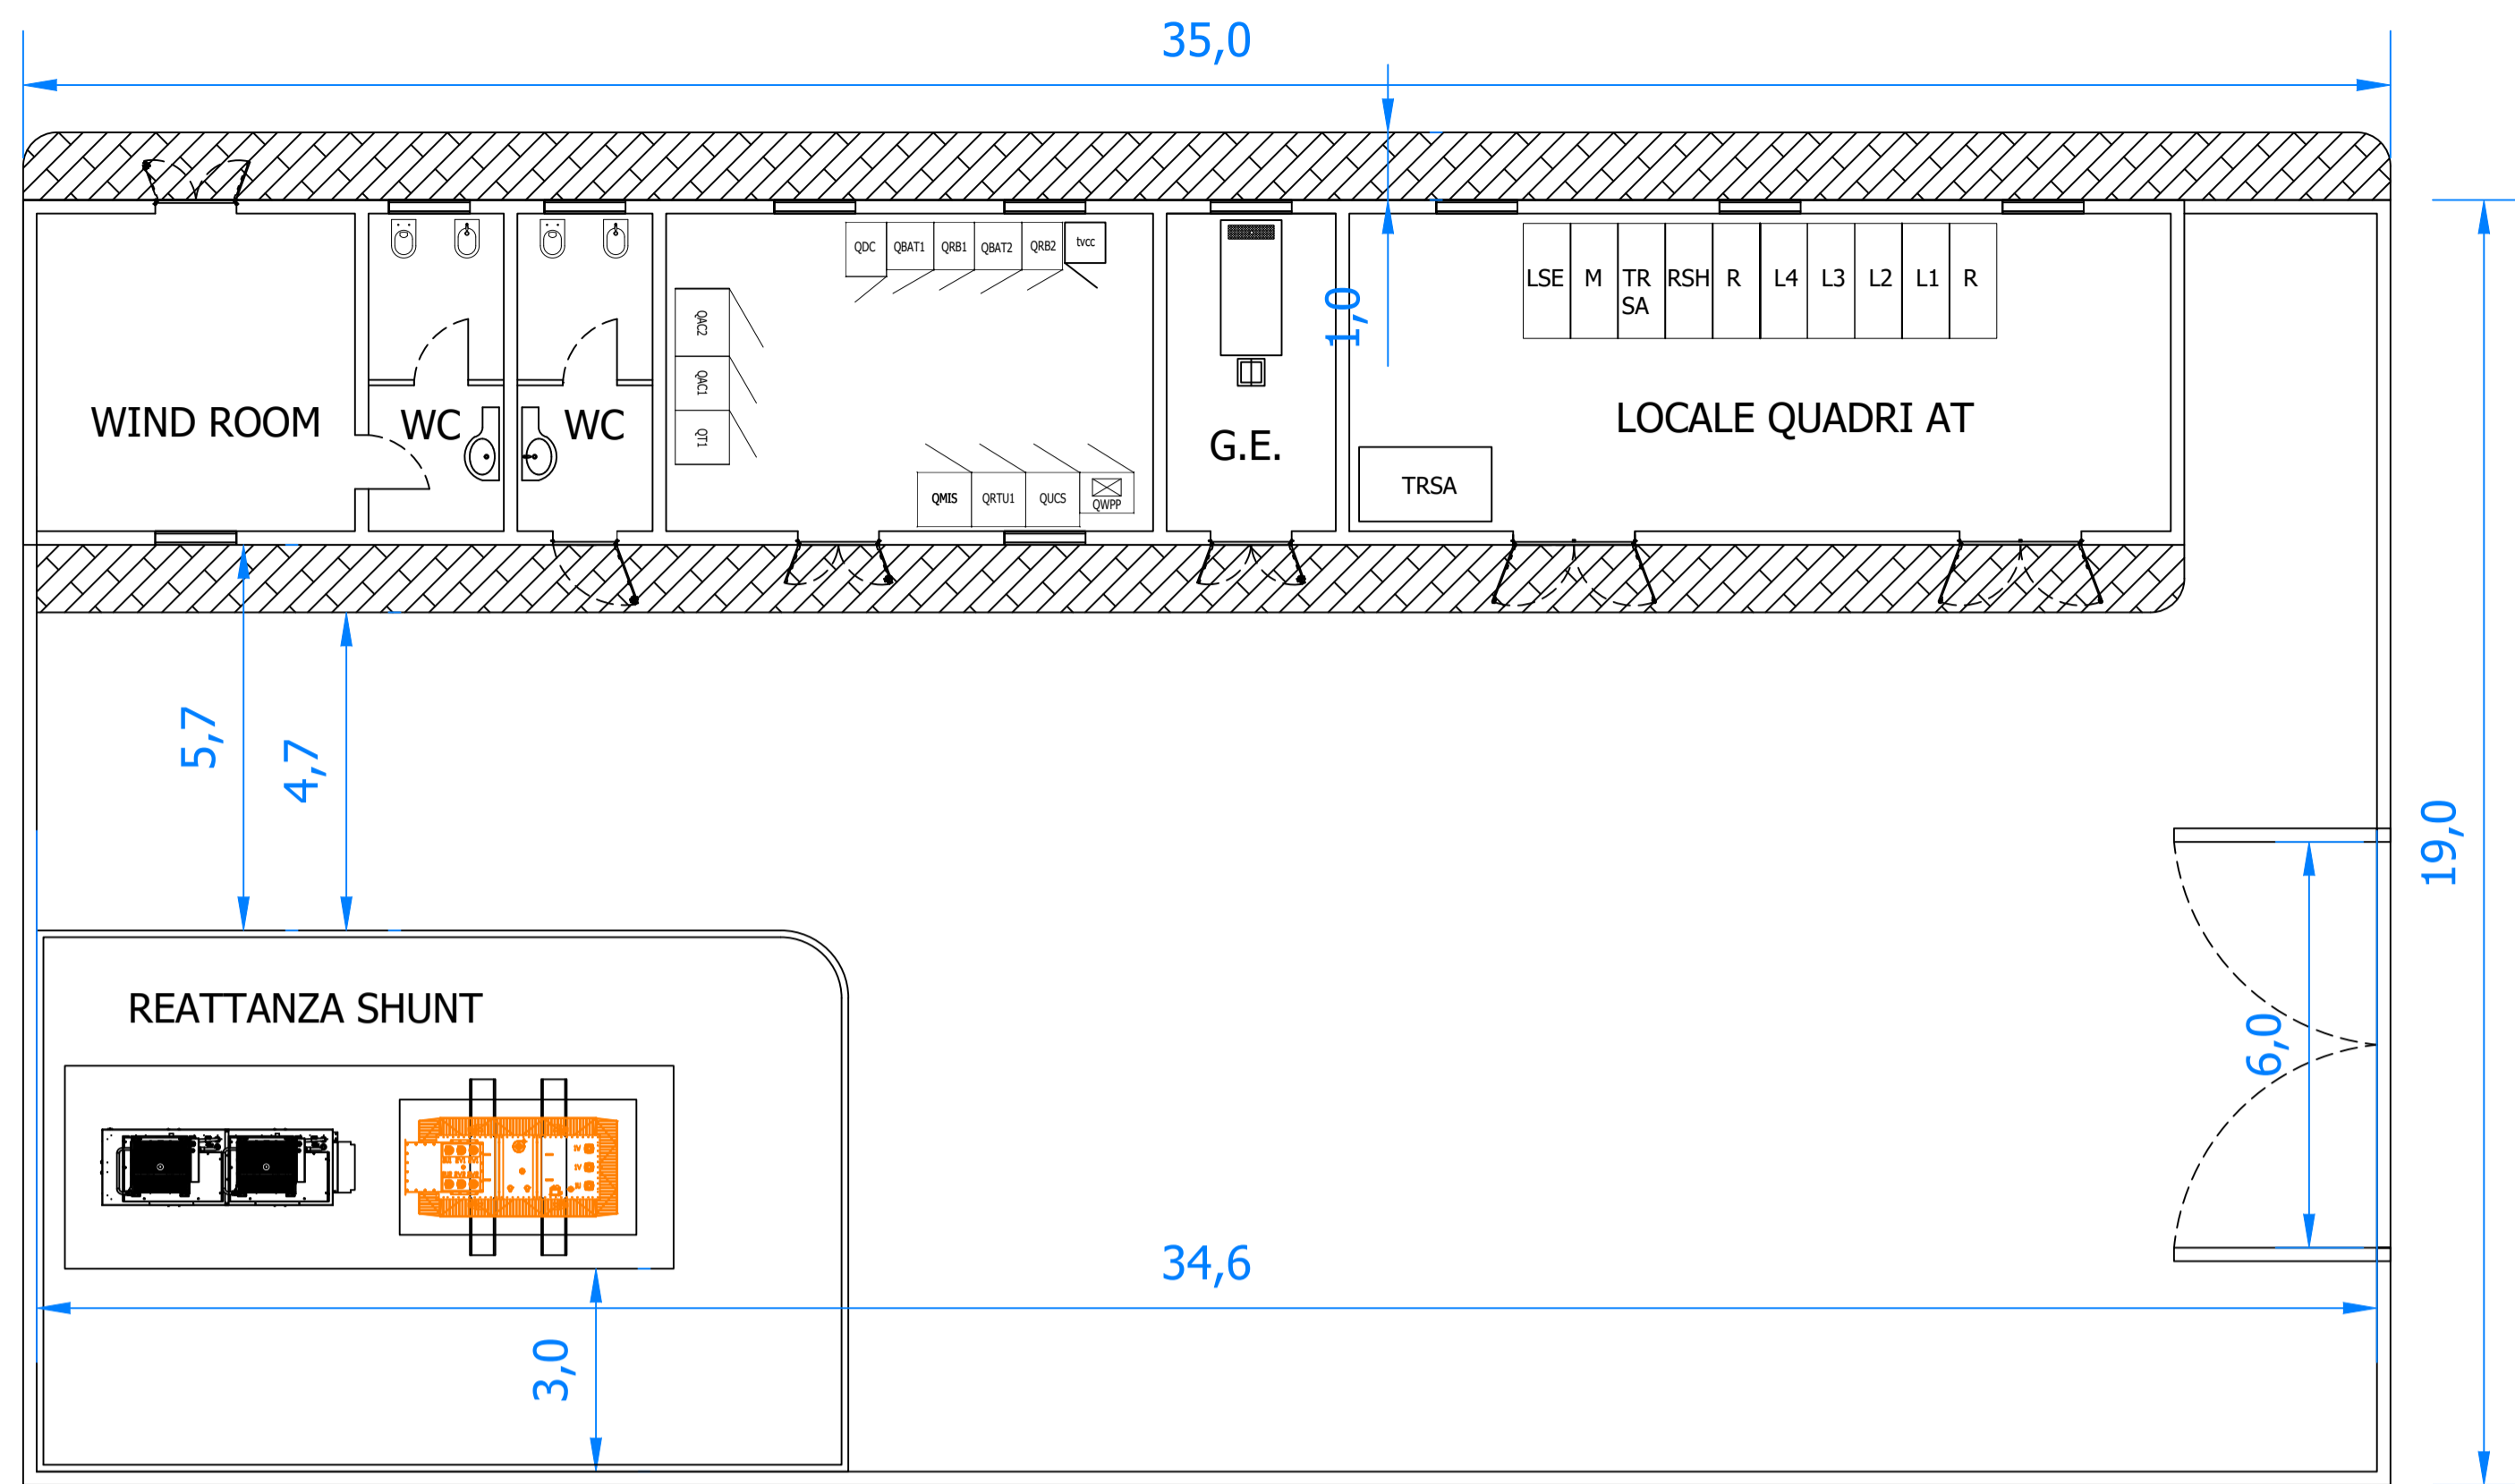 35,0
QDC
QBAT1
QRB1
QBAT2
QRB2
tvcc
LSE
M
TR
SA
RSH
R
L4
L3
L2
L1
R
QAC2
QAC1
QT1
1,0
WIND ROOM
WC
WC
G.E.
LOCALE QUADRI AT
QMIS
QRTU1
QUCS
QWPP
TRSA
5,7
4,7
19,0
REATTANZA SHUNT
6,0
34,6
3,0